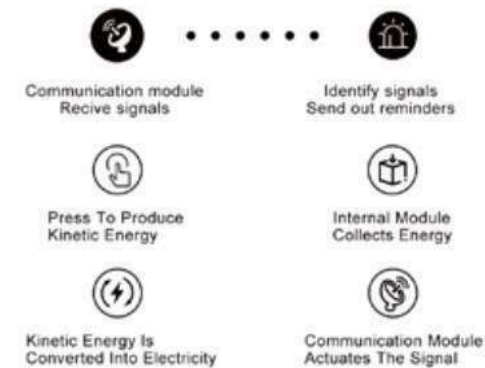 Communication module
Recive signals
Identify signals
Send out reminders
Press To Produce
Kinetic Energy
Internal Module
Collects Energy
Kinetic Energy Is
Converted Into Electricity
Communication Module
Actuates The Signal